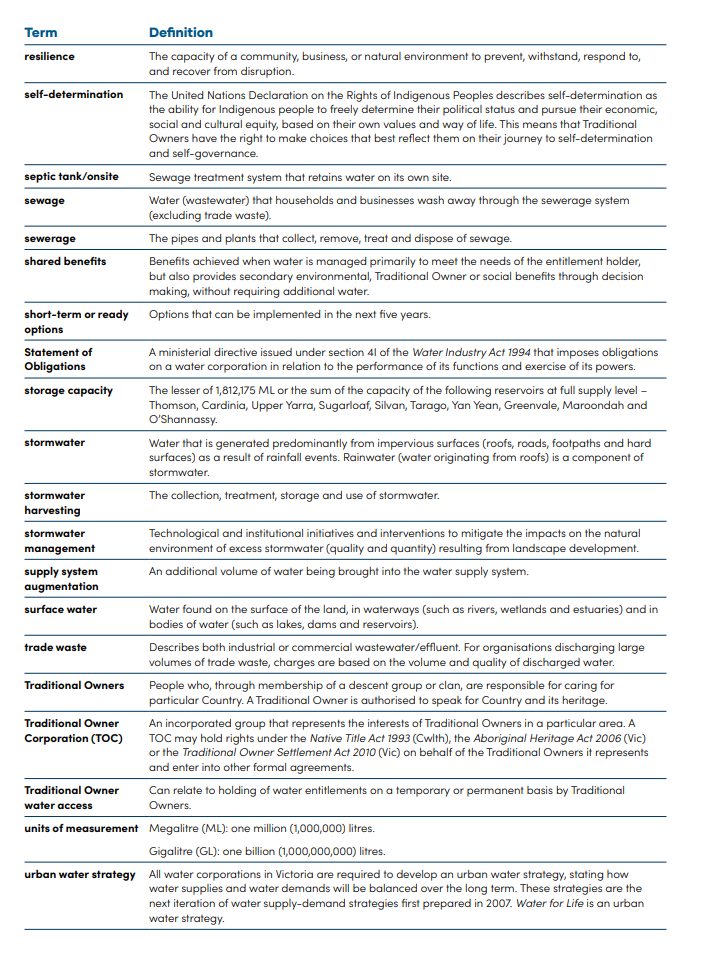 Term Definition
resilience The capacity of a community, business, or natural environment to prevent, withstand, respond to,
and recover from disruption.
self-determination The United Nations Declaration on the Rights of Indigenous Peoples describes self-determination as
the ability for Indigenous people to freely determine their political status and pursue their economic,
social and cultural equity, based on their own values and way of life. This means that Traditional
Owners have the right to make choices that best reflect them on their journey to self-determination
and self-governance.
septic tank/onsite Sewage treatment system that retains water on its own site.
sewage Water (wastewater) that households and businesses wash away through the sewerage system
(excluding trade waste).
sewerage The pipes and plants that collect, remove, treat and dispose of sewage.
shared benefits Benefits achieved when water is managed primarily to meet the needs of the entitlement holder,
but also provides secondary environmental, Traditional Owner or social benefits through decision
making, without requiring additional water.
short-term or ready Options that can be implemented in the next five years.
options
Statement of A ministerial directive issued under section 4I of the Water Industry Act 1994 that imposes obligations
Obligations on a water corporation in relation to the performance of its functions and exercise of its powers.
storage capacity The lesser of 1,812,175 ML or the sum of the capacity of the following reservoirs at full supply level –
Thomson, Cardinia, Upper Yarra, Sugarloaf, Silvan, Tarago, Yan Yean, Greenvale, Maroondah and
O'Shannassy.
stormwater Water that is generated predominantly from impervious surfaces (roofs, roads, footpaths and hard
surfaces) as a result of rainfall events. Rainwater (water originating from roofs) is a component of
stormwater.
stormwater The collection, treatment, storage and use of stormwater.
harvesting
stormwater Technological and institutional initiatives and interventions to mitigate the impacts on the natural
management environment of excess stormwater (quality and quantity) resulting from landscape development.
supply system An additional volume of water being brought into the water supply system.
augmentation
surface water Water found on the surface of the land, in waterways (such as rivers, wetlands and estuaries) and in
bodies of water (such as lakes, dams and reservoirs).
trade waste Describes both industrial or commercial wastewater/effluent. For organisations discharging large
volumes of trade waste, charges are based on the volume and quality of discharged water.
Traditional Owners People who, through membership of a descent group or clan, are responsible for caring for
particular Country. A Traditional Owner is authorised to speak for Country and its heritage.
Traditional Owner An incorporated group that represents the interests of Traditional Owners in a particular area. A
Corporation (TOC) TOC may hold rights under the Native Title Act 1993 (Cwlth), the Aboriginal Heritage Act 2006 (Vic)
or the Traditional Owner Settlement Act 2010 (Vic) on behalf of the Traditional Owners it represents
and enter into other formal agreements.
Traditional Owner Can relate to holding of water entitlements on a temporary or permanent basis by Traditional
water access Owners.
units of measurement Megalitre (ML): one million (1,000,000) litres.
Gigalitre (GL): one billion (1,000,000,000) litres.
urban water strategy All water corporations in Victoria are required to develop an urban water strategy, stating how
water supplies and water demands will be balanced over the long term. These strategies are the
next iteration of water supply-demand strategies first prepared in 2007. Water for Life is an urban
water strategy.